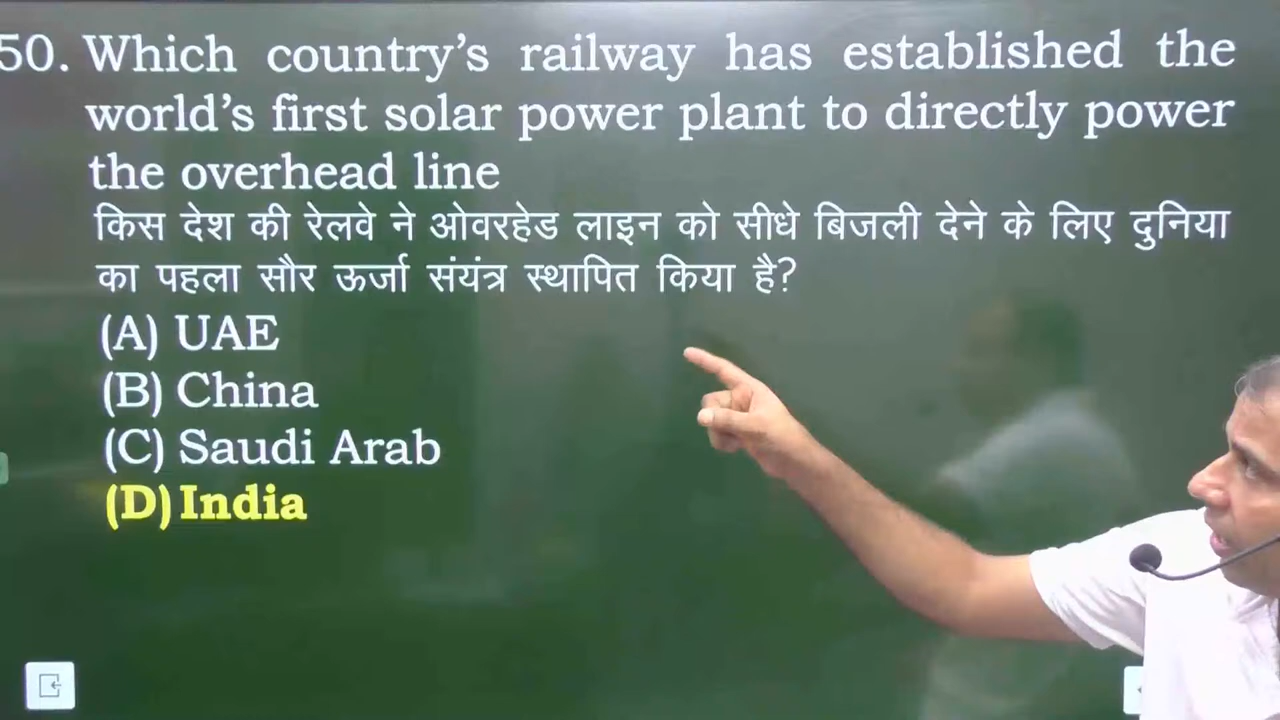 50. Which country's railway has established the
world's first solar power plant to directly power
the overhead line
किस देश की रेलवे ने ओवरहेड लाइन को सीधे बिजली देने के लिए दुनिया
का पहला सौर ऊर्जा संयंत्र स्थापित किया है?
(A) UAE
(B) China
(C) Saudi Arab
(D) India